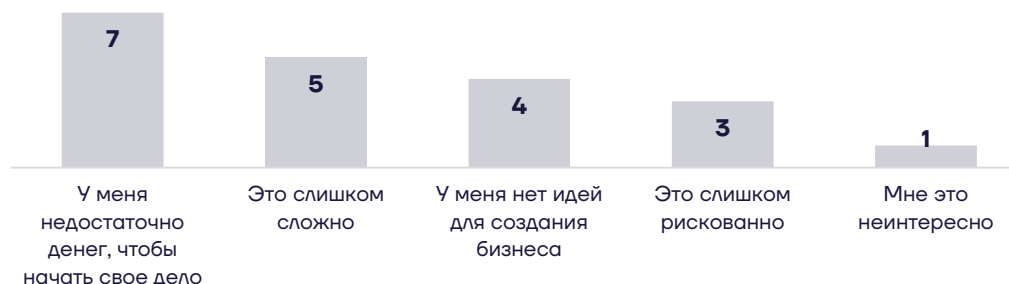 7
5
4
3
1
У меня
недостаточно
денег, чтобы
начать свое дело
Это слишком
сложно
У меня нет идей
для создания
бизнеса
Это слишком
рискованно
Мне это
неинтересно